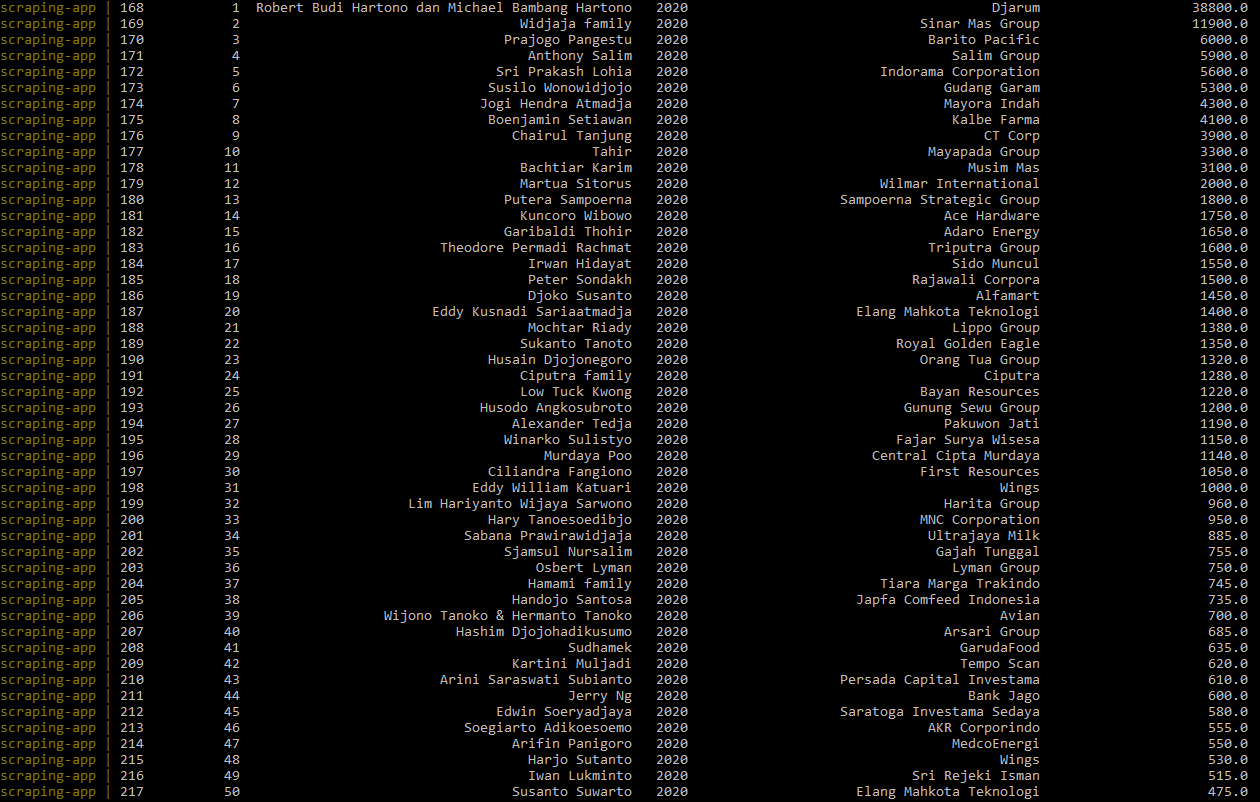 scraping-app | 168 1 Robert Budi Hartono dan Michael Bambang Hartono 2020 Djarum 38800.0
scraping-app | 169 2 Widjaja family 2020 Sinar Mas Group 11900.0
scraping-app | 170 3 Prajogo Pangestu 2020 Barito Pacific 6000.0
scraping-app | 171 4 Anthony Salim 2020 Salim Group 5900.0
scraping-app | 172 5 Sri Prakash Lohia 2020 Indorama Corporation 5600.0
scraping-app | 173 6 Susilo Wonowidjojo 2020 Gudang Garam 5300.0
scraping-app | 174 7 Jogi Hendra Atmadja 2020 Mayora Indah 4300.0
scraping-app | 175 8 Boenjamin Setiawan 2020 Kalbe Farma 4100.0
scraping-app | 176 9 Chairul Tanjung 2020 CT Corp 3900.0
scraping-app | 177 10 Tahir 2020 Mayapada Group 3300.0
scraping-app | 178 11 Bachtiar Karim 2020 Musim Mas 3100.0
scraping-app | 179 12 Martua Sitorus 2020 Wilmar International 2000.0
scraping-app | 180 13 Putera Sampoerna 2020 Sampoerna Strategic Group 1800.0
scraping-app | 181 14 Kuncoro Wibowo 2020 Ace Hardware 1750.0
scraping-app | 182 15 Garibaldi Thohir 2020 Adaro Energy 1650.0
scraping-app | 183 16 Theodore Permadi Rachmat 2020 Triputra Group 1600.0
scraping-app | 184 17 Irwan Hidayat 2020 Sido Muncul 1550.0
scraping-app | 185 18 Peter Sondakh 2020 Rajawali Corpora 1500.0
scraping-app | 186 19 Djoko Susanto 2020 Alfamart 1450.0
scraping-app | 187 20 Eddy Kusnadi Sariaatmadja 2020 Elang Mahkota Teknologi 1400.0
scraping-app | 188 21 Mochtar Riady 2020 Lippo Group 1380.0
scraping-app | 189 22 Sukanto Tanoto 2020 Royal Golden Eagle 1350.0
scraping-app | 190 23 Husain Djojonegoro 2020 Orang Tua Group 1320.0
scraping-app | 191 24 Ciputra family 2020 Ciputra 1280.0
scraping-app | 192 25 Low Tuck Kwong 2020 Bayan Resources 1220.0
scraping-app | 193 26 Husodo Angkosubroto 2020 Gunung Sewu Group 1200.0
scraping-app | 194 27 Alexander Tedja 2020 Pakuwon Jati 1190.0
scraping-app | 195 28 Winarko Sulistyo 2020 Fajar Surya Wisesa 1150.0
scraping-app | 196 29 Murdaya Poo 2020 Central Cipta Murdaya 1140.0
scraping-app | 197 30 Ciliandra Fangiono 2020 First Resources 1050.0
scraping-app | 198 31 Eddy William Katuari 2020 Wings 1000.0
scraping-app | 199 32 Lim Hariyanto Wijaya Sarwono 2020 Harita Group 960.0
scraping-app | 200 33 Hary Tanoesoedibjo 2020 MNC Corporation 950.0
scraping-app | 201 34 Sabana Prawirawidjaja 2020 Ultrajaya Milk 885.0
scraping-app | 202 35 Sjamsul Nursalim 2020 Gajah Tunggal 755.0
scraping-app | 203 36 Osbert Lyman 2020 Lyman Group 750.0
scraping-app | 204 37 Hamami family 2020 Tiara Marga Trakindo 745.0
scraping-app | 205 38 Handojo Santosa 2020 Japfa Comfeed Indonesia 735.0
scraping-app | 206 39 Wijono Tanoko & Hermanto Tanoko 2020 Avian 700.0
scraping-app | 207 40 Hashim Djojohadikusumo 2020 Arsari Group 685.0
scraping-app | 208 41 Sudhamek 2020 GarudaFood 635.0
scraping-app | 209 42 Kartini Muljadi 2020 Tempo Scan 620.0
scraping-app | 210 43 Arini Saraswati Subianto 2020 Persada Capital Investama 610.0
scraping-app | 211 44 Jerry Ng 2020 Bank Jago 600.0
scraping-app | 212 45 Edwin Soeryadjaya 2020 Saratoga Investama Sedaya 580.0
scraping-app | 213 46 Soegiarto Adikoesoemo 2020 AKR Corporindo 555.0
scraping-app | 214 47 Arifin Panigoro 2020 MedcoEnergi 550.0
scraping-app | 215 48 Harjo Sutanto 2020 Wings 530.0
scraping-app | 216 49 Iwan Lukminto 2020 Sri Rejeki Isman 515.0
scraping-app | 217 50 Susanto Suwarto 2020 Elang Mahkota Teknologi 475.0